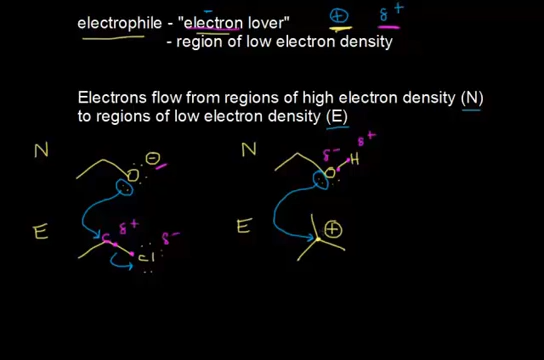 electrophile - "electron lover" ⊕ δ+
- region of low electron density
Electrons flow from regions of high electron density (N)
to regions of low electron density (E)
N O ⊖
N δ- O H δ+
E C δ+ Cl δ-
E ⊕